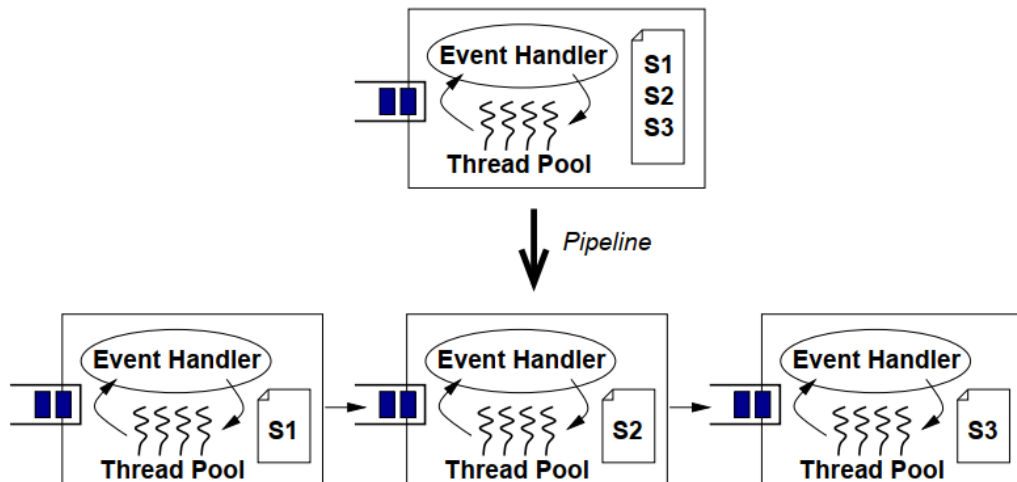 Event Handler
S1
S2
S3
Thread Pool
Pipeline
Event Handler
S1
Thread Pool
Event Handler
S2
Thread Pool
Event Handler
S3
Thread Pool